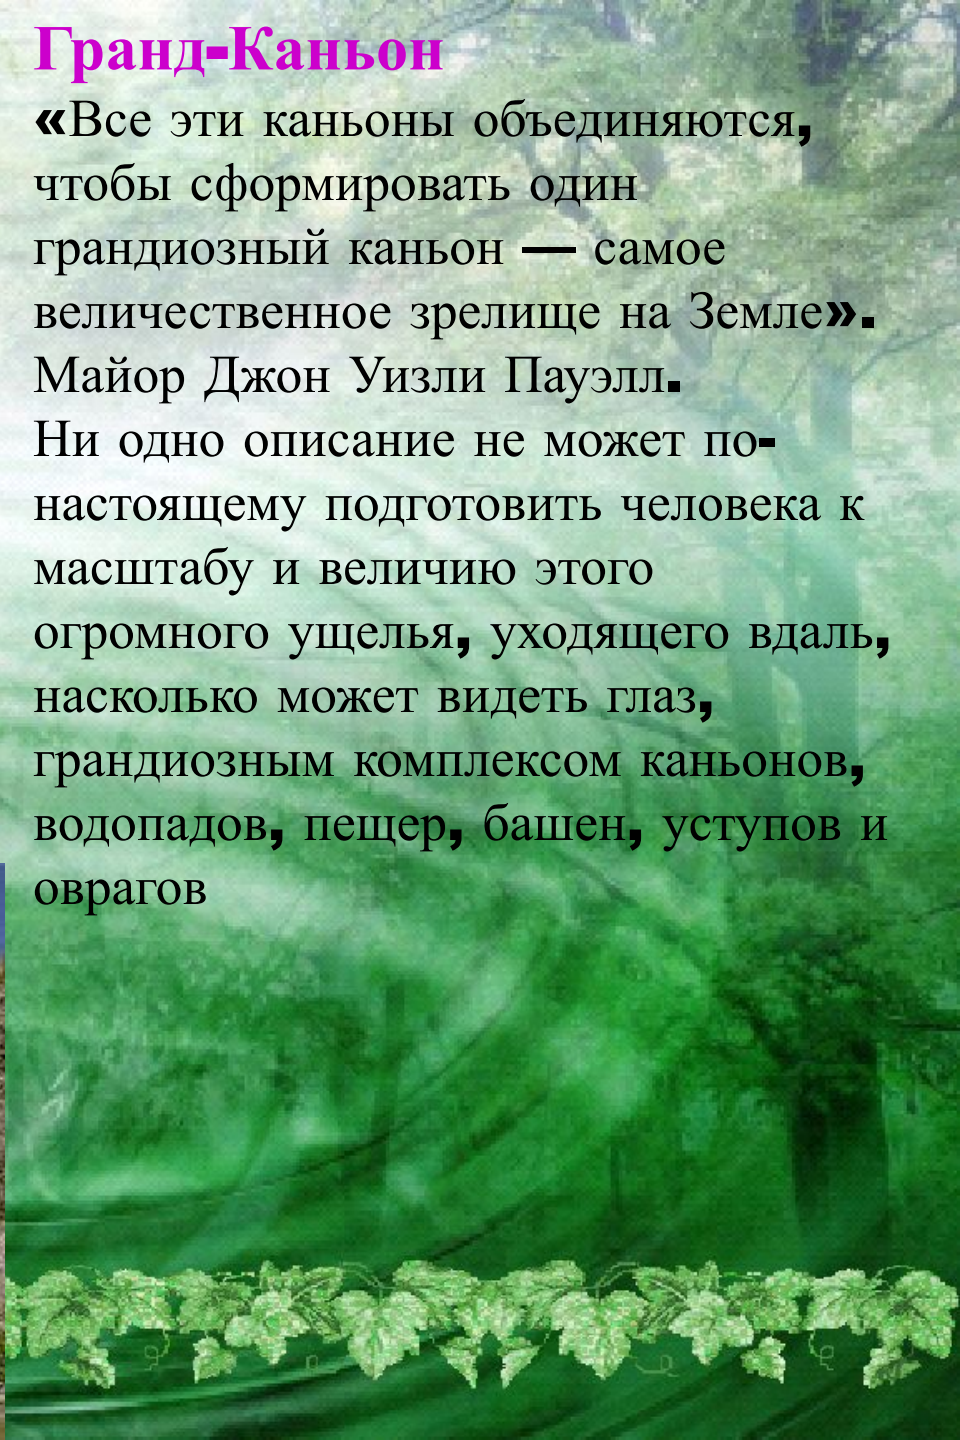 Гранд-Каньон
«Все эти каньоны объединяются,
чтобы сформировать один
грандиозный каньон — самое
величественное зрелище на Земле».
Майор Джон Уизли Пауэлл.
Ни одно описание не может по-
настоящему подготовить человека к
масштабу и величию этого
огромного ущелья, уходящего вдаль,
насколько может видеть глаз,
грандиозным комплексом каньонов,
водопадов, пещер, башен, уступов и
оврагов